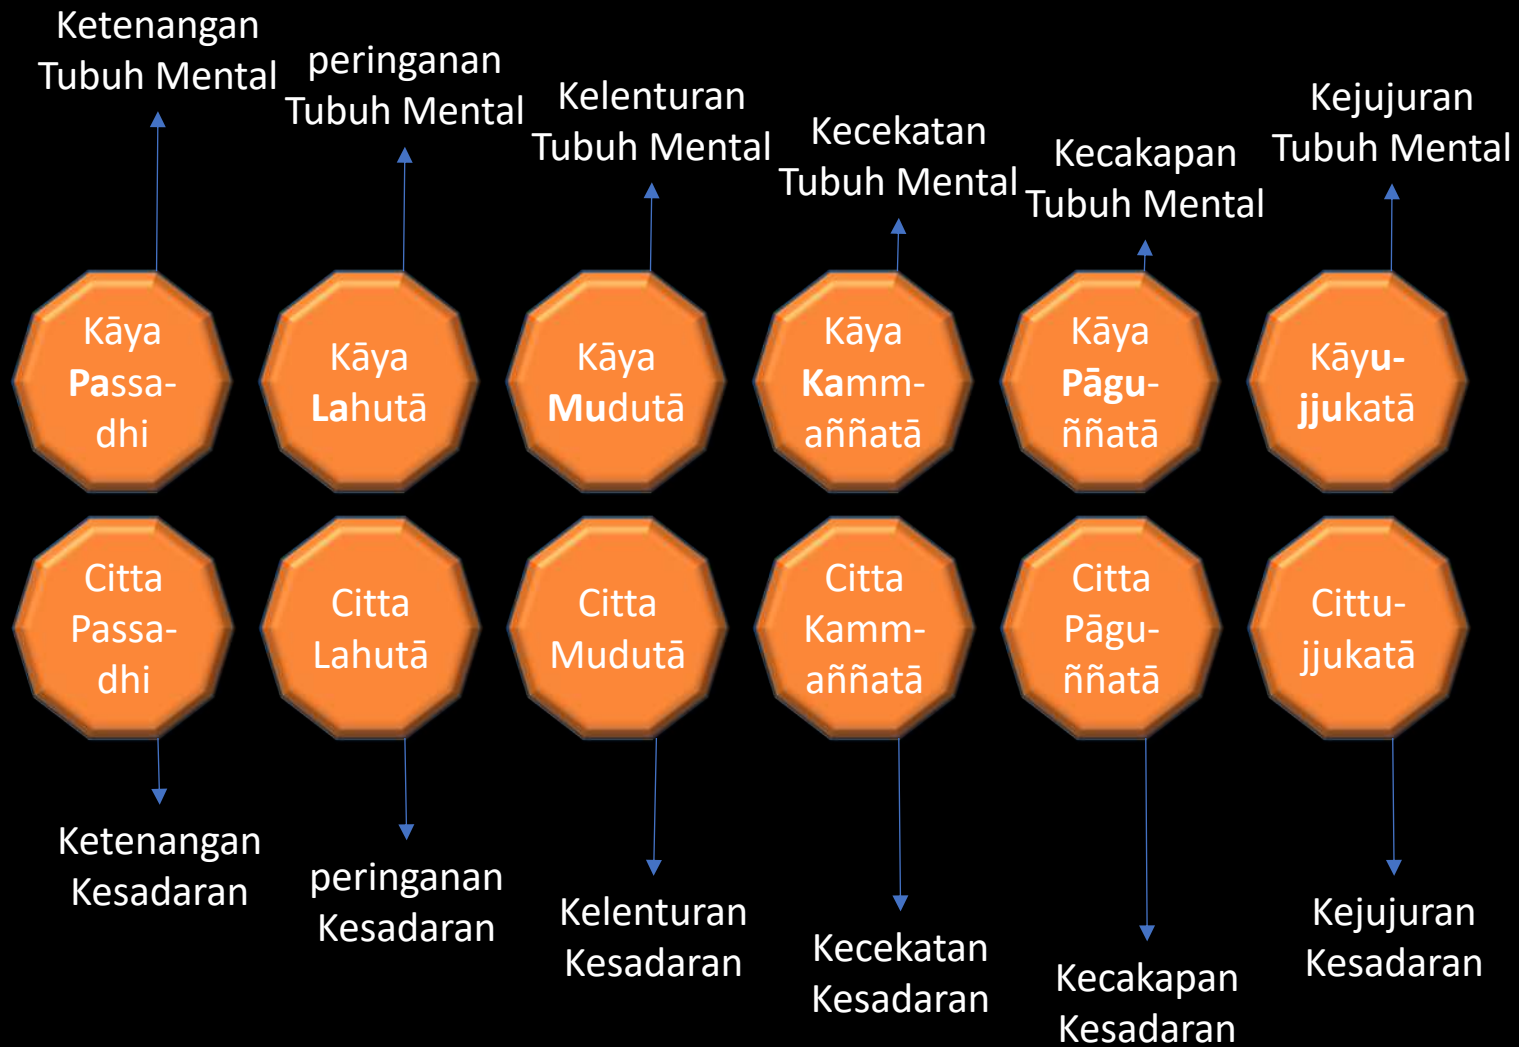 Ketenangan
Tubuh Mental
peringanan
Tubuh Mental
Kelenturan
Tubuh Mental
Kecekatan
Tubuh Mental
Kecakapan
Tubuh Mental
Kejujuran
Tubuh Mental
Kāya
Passa-
dhi
Kāya
Lahutā
Kāya
Mudutā
Kāya
Kamm-
aññatā
Kāya
Pāgu-
ññatā
Kāyu-
jjukatā
Citta
Passa-
dhi
Citta
Lahutā
Citta
Mudutā
Citta
Kamm-
aññatā
Citta
Pāgu-
ññatā
Cittu-
jjukatā
Ketenangan
Kesadaran
peringanan
Kesadaran
Kelenturan
Kesadaran
Kecekatan
Kesadaran
Kecakapan
Kesadaran
Kejujuran
Kesadaran